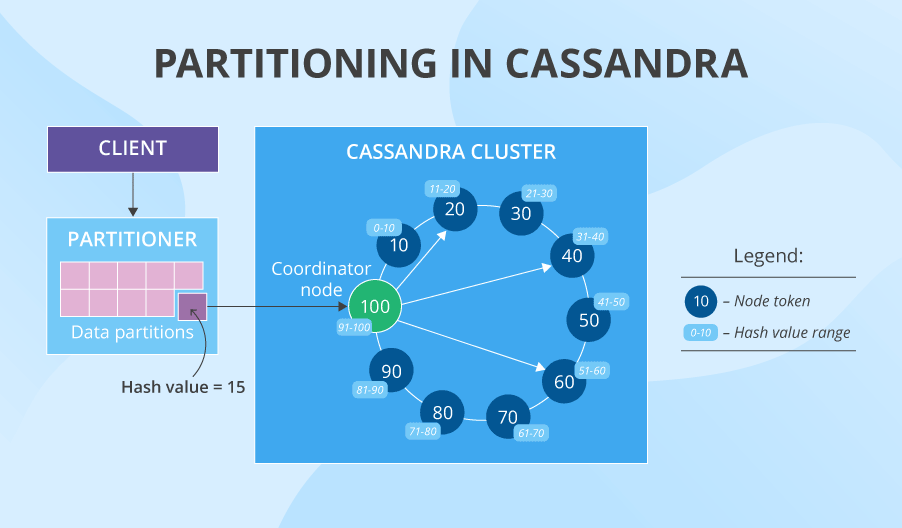 PARTITIONING IN CASSANDRA
CLIENT
PARTITIONER
Data partitions
Hash value = 15
CASSANDRA CLUSTER
Coordinator
node
100
91-100
10
0-10
20
11-20
30
21-30
40
31-40
50
41-50
60
51-60
70
61-70
80
71-80
90
81-90
Legend:
10 – Node token
0-10 – Hash value range